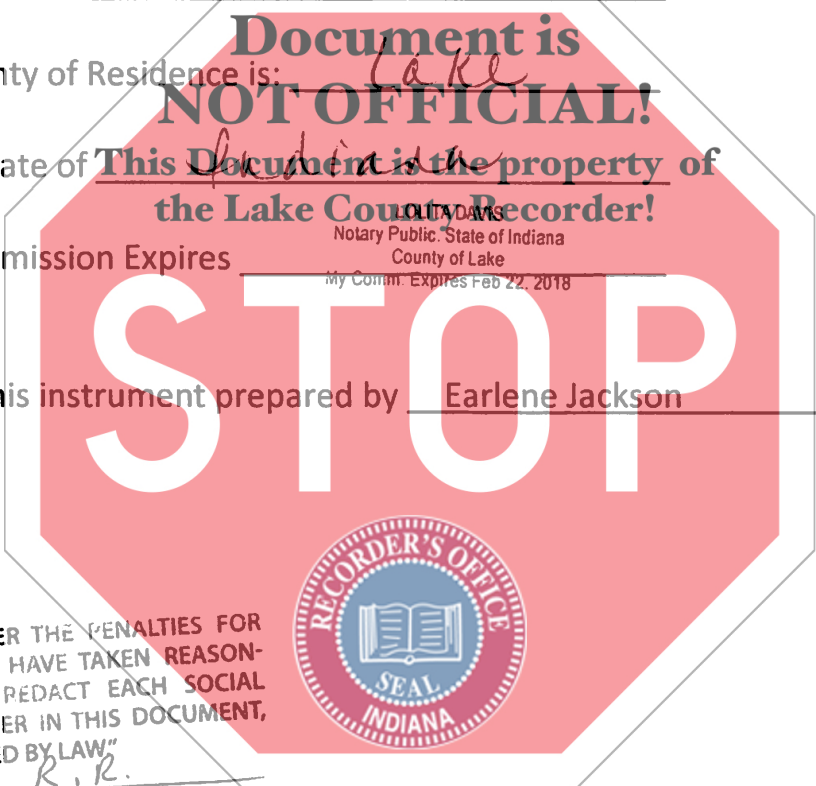 Document is
nty of Residence is: Lake
NOT OFFICIAL!
ate of Indiana
This Document is the property of
the Lake County Recorder!
LOLITA DAVIS
Notary Public. State of Indiana
mission Expires
County of Lake
My Comm. Expires Feb 22, 2018
STOP
is instrument prepared by Earlene Jackson
RECORDER'S OFFICE
SEAL
INDIANA
ER THE PENALTIES FOR
HAVE TAKEN REASON-
REDACT EACH SOCIAL
ER IN THIS DOCUMENT,
D BY LAW."
R. R.